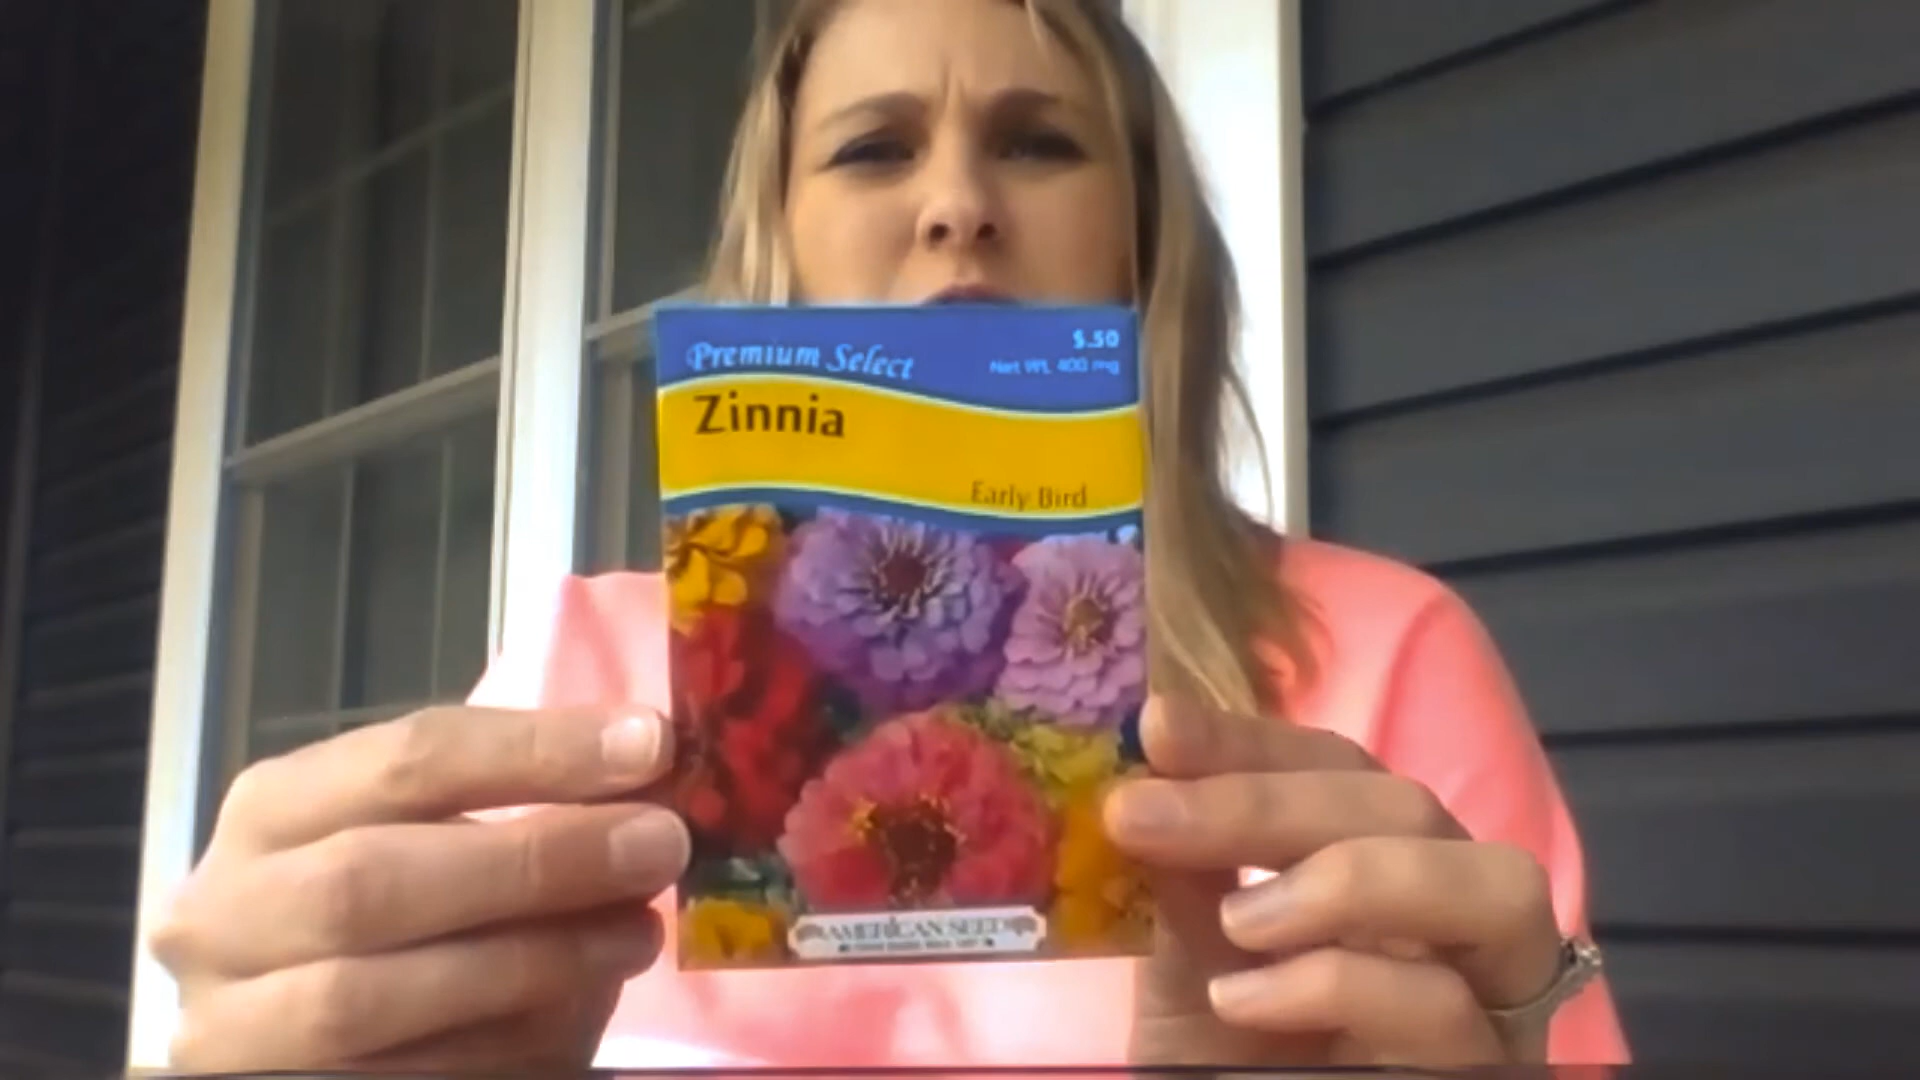 $.50
Premium Select
Net Wt. 400 mg
Zinnia
Early Bird
AMERICAN SEED